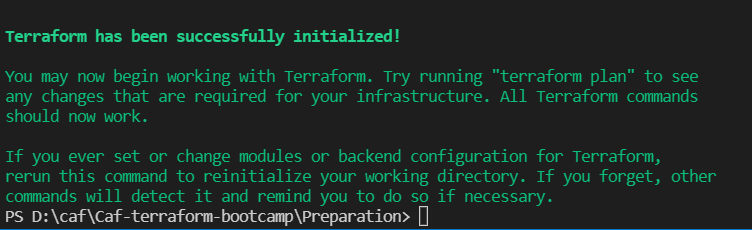 Terraform has been successfully initialized!
You may now begin working with Terraform. Try running "terraform plan" to see
any changes that are required for your infrastructure. All Terraform commands
should now work.
If you ever set or change modules or backend configuration for Terraform,
rerun this command to reinitialize your working directory. If you forget, other
commands will detect it and remind you to do so if necessary.
PS D:\caf\Caf-terraform-bootcamp\Preparation>